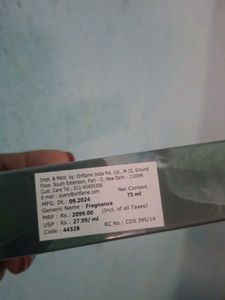 Impt. & Mktd. by: Oriflame India Pvt. Ltd., M-10, Ground
Floor, South Extension, Part - II, New Delhi - 110049
Cust. Care Tel.: 011-40409356
E-mail : query@oriflame.com
Net Content :
75 ml
MFG. Dt.: 09.2024
Generic Name : Fragrance
MRP : Rs.: 2099.00 (Incl. of all Taxes)
USP : Rs.: 27.99/ ml
Code : 44328
RC No.: COS 395/14